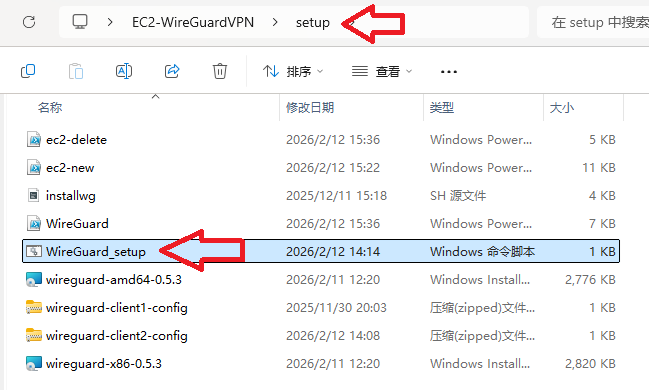 EC2-WireGuardVPN > setup 在 setup 中搜索
排序 查看 ...
名称 修改日期 类型 大小
ec2-delete 2026/2/12 15:36 Windows Power... 5 KB
ec2-new 2026/2/12 15:22 Windows Power... 11 KB
installwg 2025/12/11 15:18 SH 源文件 4 KB
WireGuard 2026/2/12 15:36 Windows Power... 7 KB
WireGuard_setup 2026/2/12 14:14 Windows 命令脚本 1 KB
wireguard-amd64-0.5.3 2026/2/11 12:20 Windows Install... 2,776 KB
wireguard-client1-config 2025/11/30 20:03 压缩(zipped)文件... 1 KB
wireguard-client2-config 2026/2/12 14:08 压缩(zipped)文件... 1 KB
wireguard-x86-0.5.3 2026/2/11 12:20 Windows Install... 2,820 KB